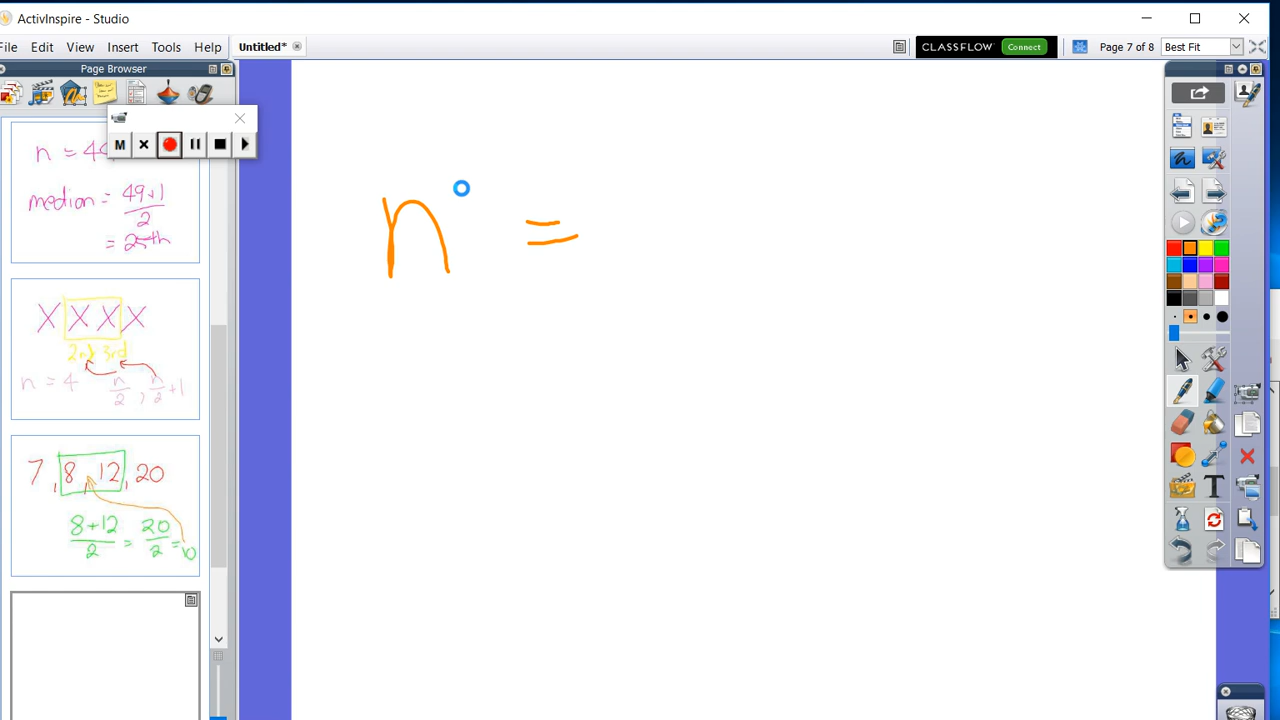 ActivInspire - Studio
File Edit View Insert Tools Help Untitled* CLASSFLOW Connect Page 7 of 8 Best Fit
Page Browser
M
n =
n = 49
median = 49+1
2
= 25th
X X X X
2nd 3rd
n = 4 n/2, n/2+1
7, 8, 12, 20
8+12
2
= 20
2
= 10
T